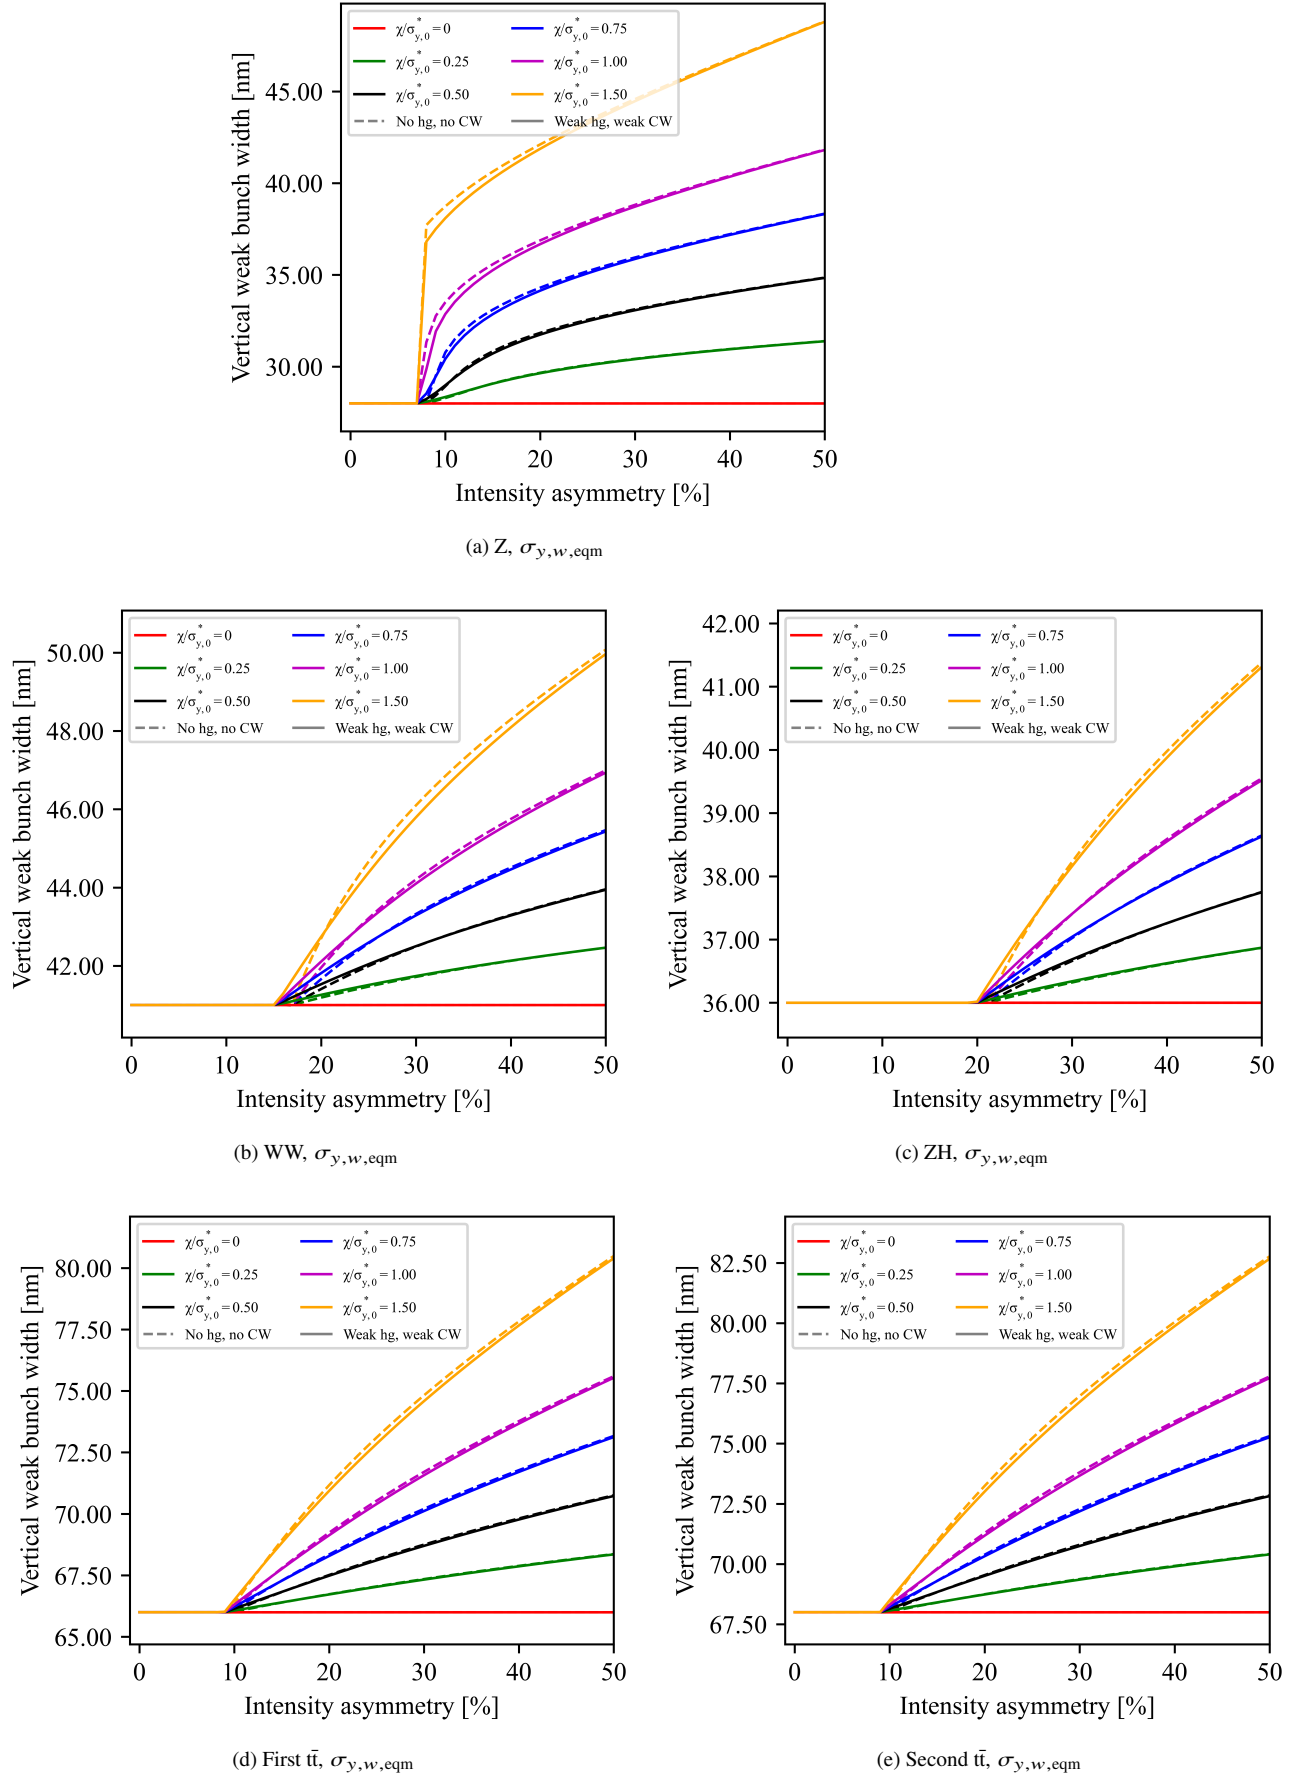 χ/σ*y,0 = 0
χ/σ*y,0 = 0.25
χ/σ*y,0 = 0.50
No hg, no CW
χ/σ*y,0 = 0.75
χ/σ*y,0 = 1.00
χ/σ*y,0 = 1.50
Weak hg, weak CW
Vertical weak bunch width [nm]
45.00
40.00
35.00
30.00
0 10 20 30 40 50
Intensity asymmetry [%]
(a) Z, σy,w,eqm
χ/σ*y,0 = 0
χ/σ*y,0 = 0.25
χ/σ*y,0 = 0.50
No hg, no CW
χ/σ*y,0 = 0.75
χ/σ*y,0 = 1.00
χ/σ*y,0 = 1.50
Weak hg, weak CW
Vertical weak bunch width [nm]
50.00
48.00
46.00
44.00
42.00
0 10 20 30 40 50
Intensity asymmetry [%]
(b) WW, σy,w,eqm
χ/σ*y,0 = 0
χ/σ*y,0 = 0.25
χ/σ*y,0 = 0.50
No hg, no CW
χ/σ*y,0 = 0.75
χ/σ*y,0 = 1.00
χ/σ*y,0 = 1.50
Weak hg, weak CW
Vertical weak bunch width [nm]
42.00
41.00
40.00
39.00
38.00
37.00
36.00
0 10 20 30 40 50
Intensity asymmetry [%]
(c) ZH, σy,w,eqm
χ/σ*y,0 = 0
χ/σ*y,0 = 0.25
χ/σ*y,0 = 0.50
No hg, no CW
χ/σ*y,0 = 0.75
χ/σ*y,0 = 1.00
χ/σ*y,0 = 1.50
Weak hg, weak CW
Vertical weak bunch width [nm]
80.00
77.50
75.00
72.50
70.00
67.50
65.00
0 10 20 30 40 50
Intensity asymmetry [%]
(d) First tt̄, σy,w,eqm
χ/σ*y,0 = 0
χ/σ*y,0 = 0.25
χ/σ*y,0 = 0.50
No hg, no CW
χ/σ*y,0 = 0.75
χ/σ*y,0 = 1.00
χ/σ*y,0 = 1.50
Weak hg, weak CW
Vertical weak bunch width [nm]
82.50
80.00
77.50
75.00
72.50
70.00
67.50
0 10 20 30 40 50
Intensity asymmetry [%]
(e) Second tt̄, σy,w,eqm